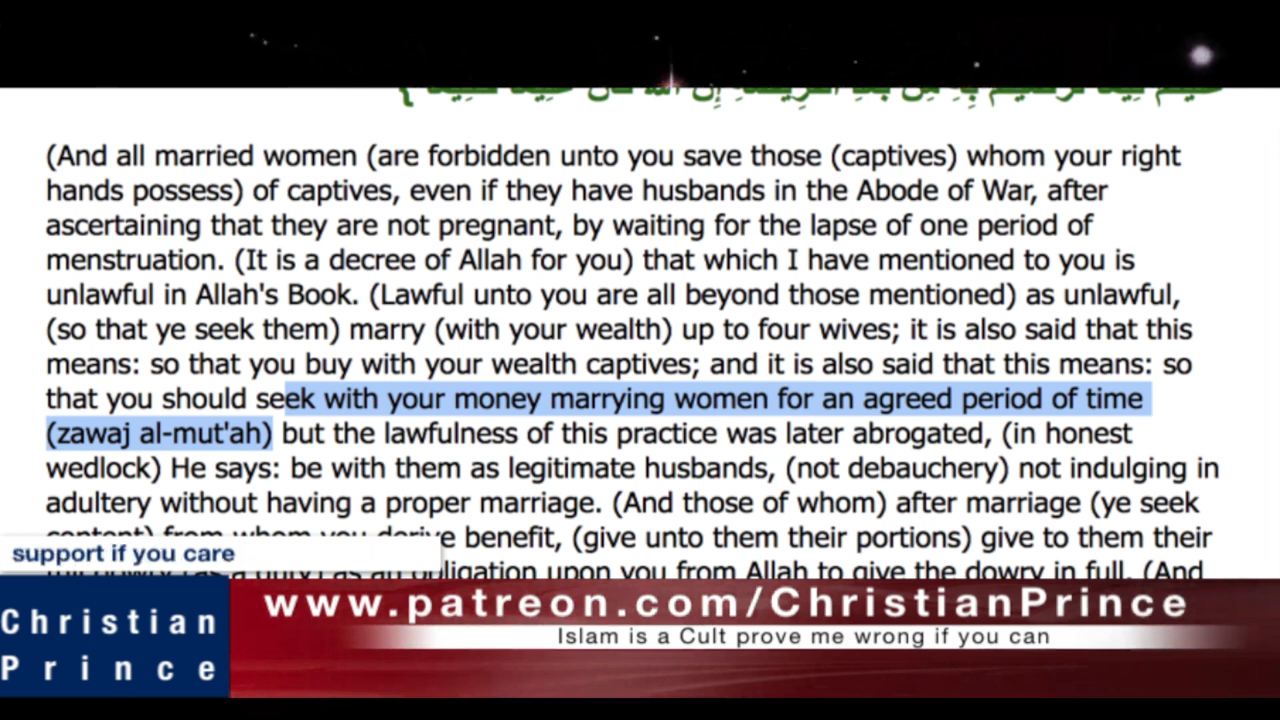 (And all married women (are forbidden unto you save those (captives) whom your right
hands possess) of captives, even if they have husbands in the Abode of War, after
ascertaining that they are not pregnant, by waiting for the lapse of one period of
menstruation. (It is a decree of Allah for you) that which I have mentioned to you is
unlawful in Allah's Book. (Lawful unto you are all beyond those mentioned) as unlawful,
(so that ye seek them) marry (with your wealth) up to four wives; it is also said that this
means: so that you buy with your wealth captives; and it is also said that this means: so
that you should seek with your money marrying women for an agreed period of time
(zawaj al-mut'ah) but the lawfulness of this practice was later abrogated, (in honest
wedlock) He says: be with them as legitimate husbands, (not debauchery) not indulging in
adultery without having a proper marriage. (And those of whom) after marriage (ye seek
content) from whom you derive benefit, (give unto them their portions) give to them their
obligation upon you from Allah to give the dowry in full. (And
support if you care
Christian
Prince
www.patreon.com/ChristianPrince
Islam is a Cult prove me wrong if you can